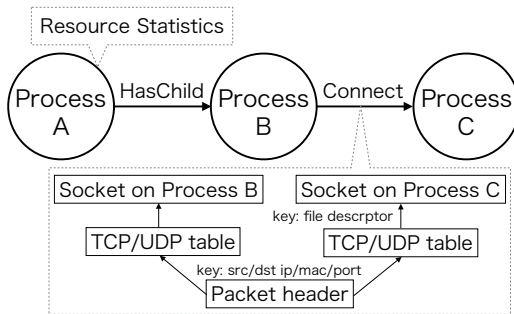 Resource Statistics
Process A
HasChild
Process B
Connect
Process C
Socket on Process B
Socket on Process C
key: file descrptor
TCP/UDP table
TCP/UDP table
key: src/dst ip/mac/port
Packet header